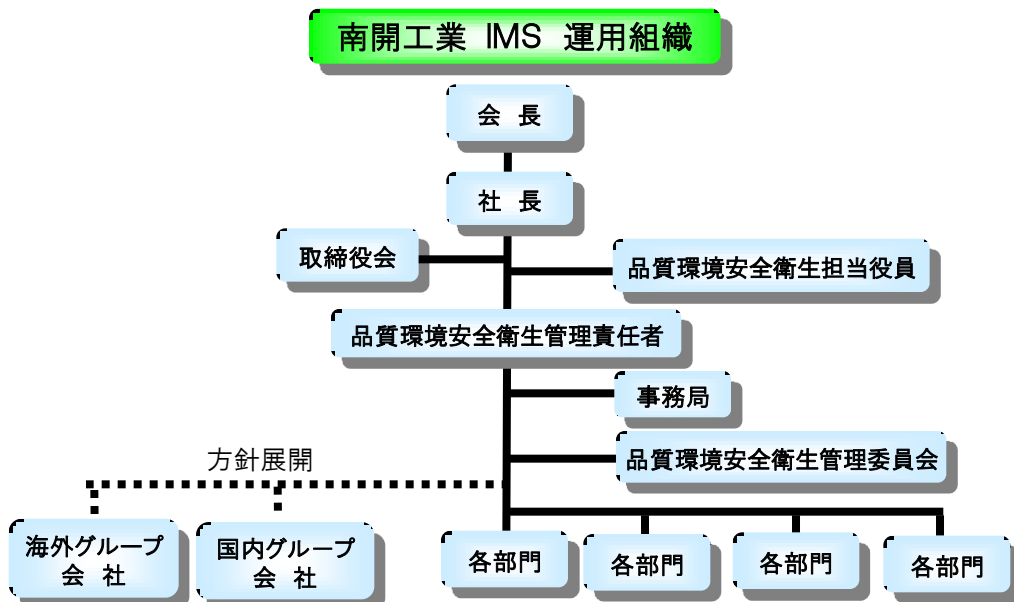 南開工業 IMS 運用組織
会 長
社 長
取締役会
品質環境安全衛生担当役員
品質環境安全衛生管理責任者
事務局
品質環境安全衛生管理委員会
方針展開
海外グループ
会 社
国内グループ
会 社
各部門
各部門
各部門
各部門